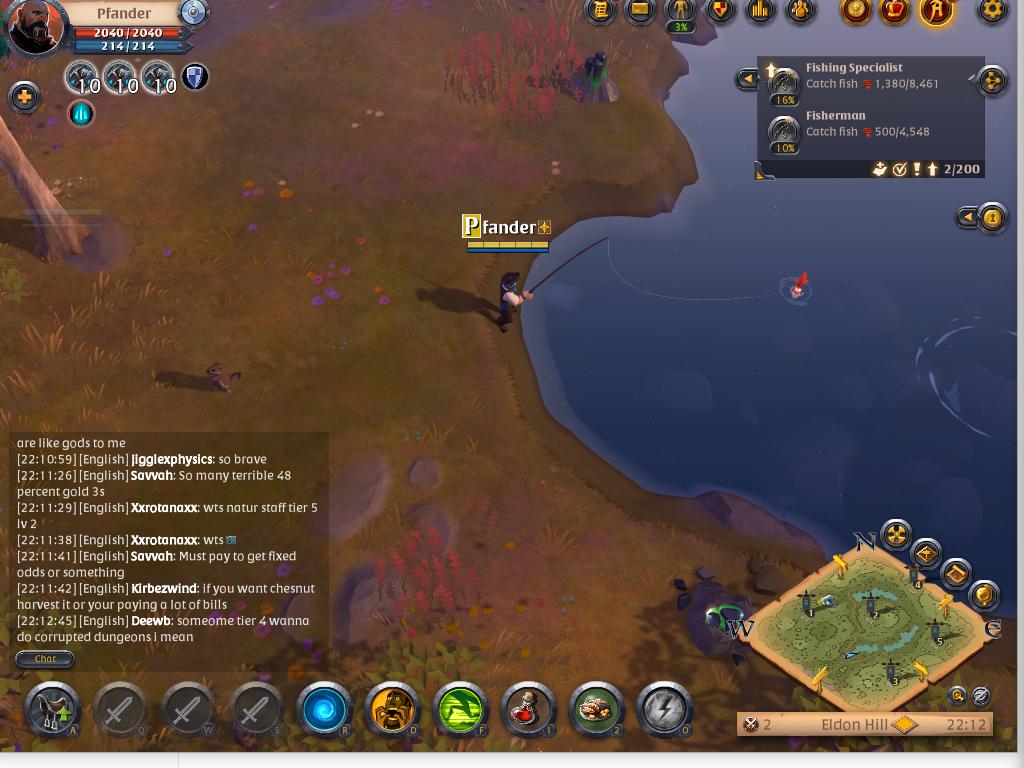 Pfander
2040 / 2040
214 / 214
10 10 10
3%
Fishing Specialist
Catch fish 1,380/8,461
16%
Fisherman
Catch fish 500/4,548
10%
2/200
Pfander
are like gods to me
[22:10:59] [English] Jigglexphysics: so brave
[22:11:26] [English] Savvah: So many terrible 48
percent gold 3s
[22:11:29] [English] Xxrotanaxx: wts natur staff tier 5
lv 2
[22:11:38] [English] Xxrotanaxx: wts
[22:11:41] [English] Savvah: Must pay to get fixed
odds or something
[22:11:42] [English] Kirbezwind: if you want chesnut
harvest it or your paying a lot of bills
[22:12:45] [English] Deewb: someome tier 4 wanna
do corrupted dungeons i mean
Chat
A Q W E R D F 1 2 O
N
W E
1 2 3 4 5
2 Eldon Hill 22:12